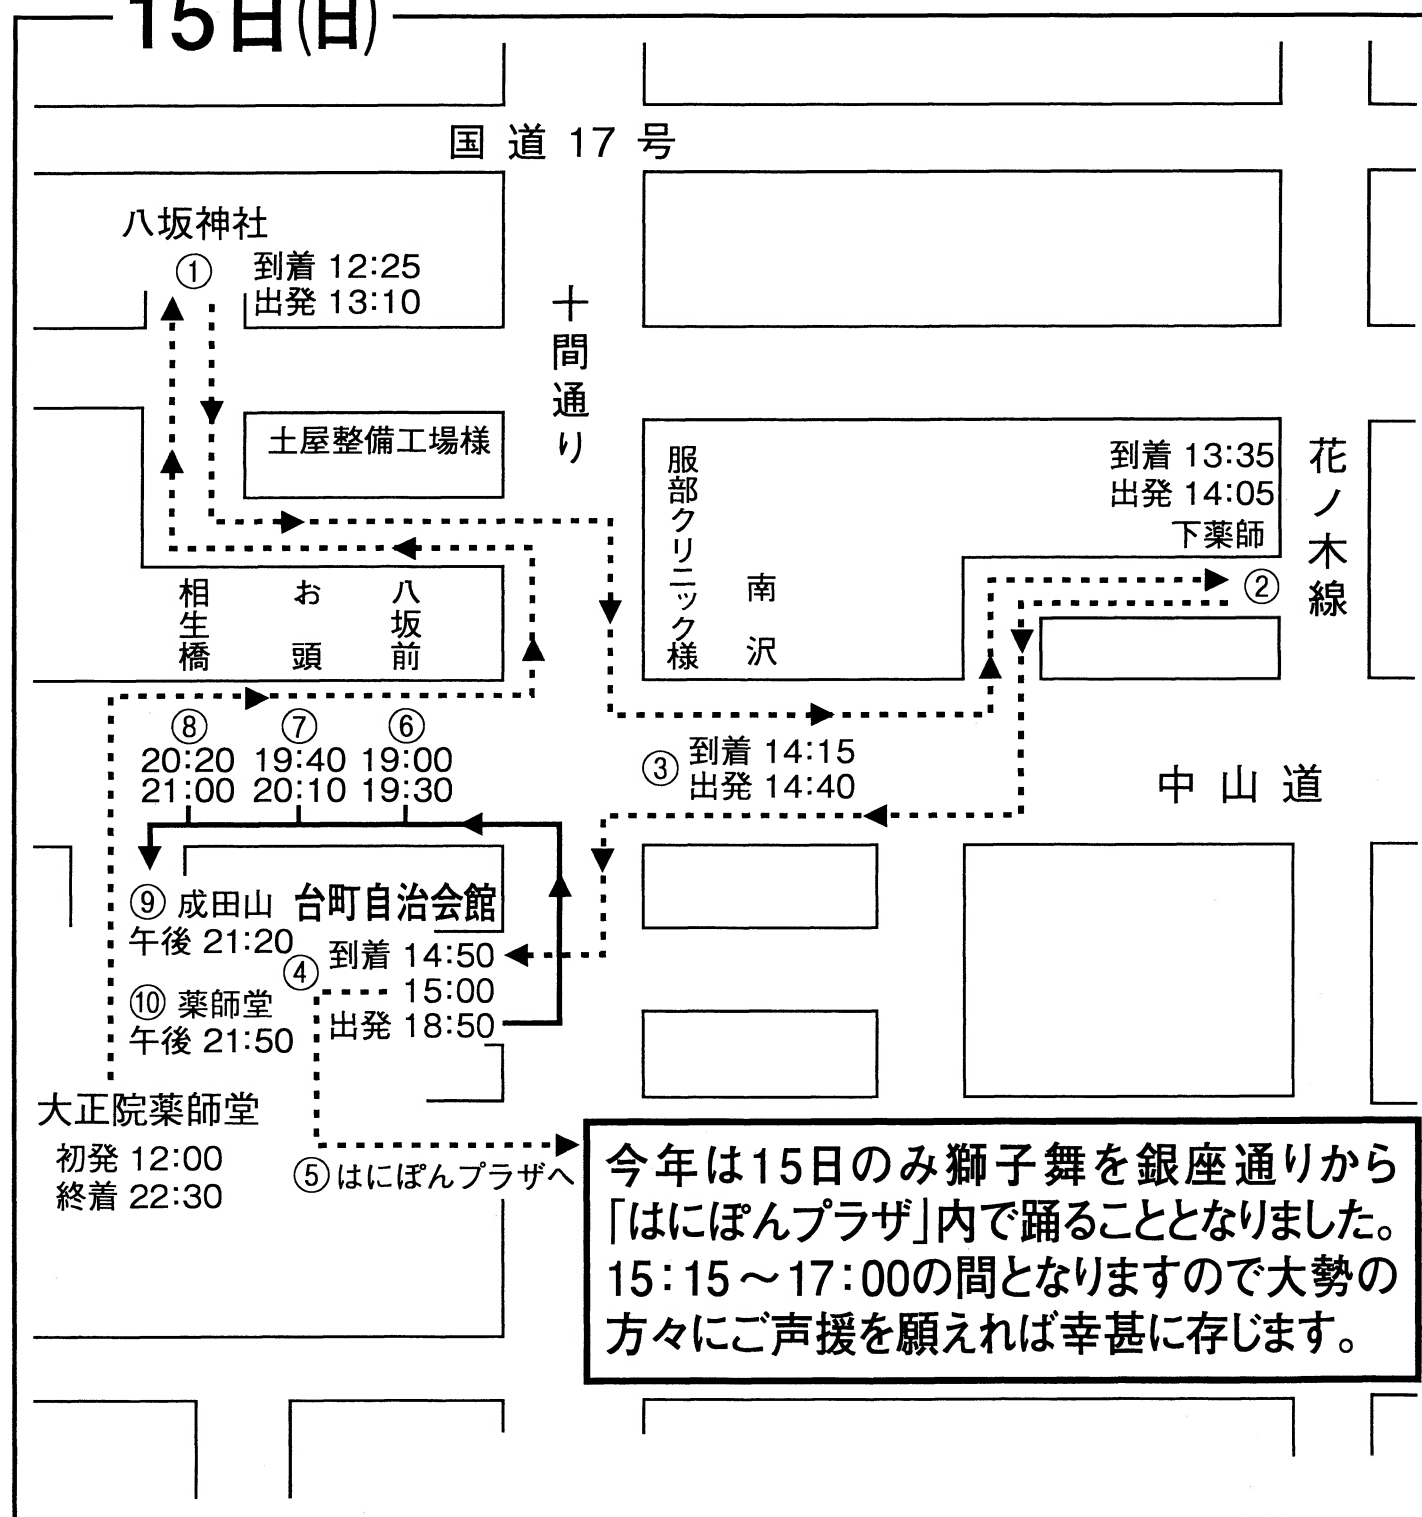 15日(日)
国道17号
八坂神社
① 到着 12:25
出発 13:10
十間通り
土屋整備工場様
服部クリニック様
南沢
到着 13:35
出発 14:05
下薬師
②
花ノ木線
相生橋
お頭
八坂前
⑧ ⑦ ⑥
20:20 19:40 19:00
21:00 20:10 19:30
③ 到着 14:15
出発 14:40
中山道
⑨ 成田山
午後 21:20
⑩ 薬師堂
午後 21:50
台町自治会館
④ 到着 14:50
15:00
出発 18:50
大正院薬師堂
初発 12:00
終着 22:30
⑤はにぽんプラザへ
今年は15日のみ獅子舞を銀座通りから
「はにぽんプラザ」内で踊ることとなりました。
15:15～17:00の間となりますので大勢の
方々にご声援を願えれば幸甚に存じます。